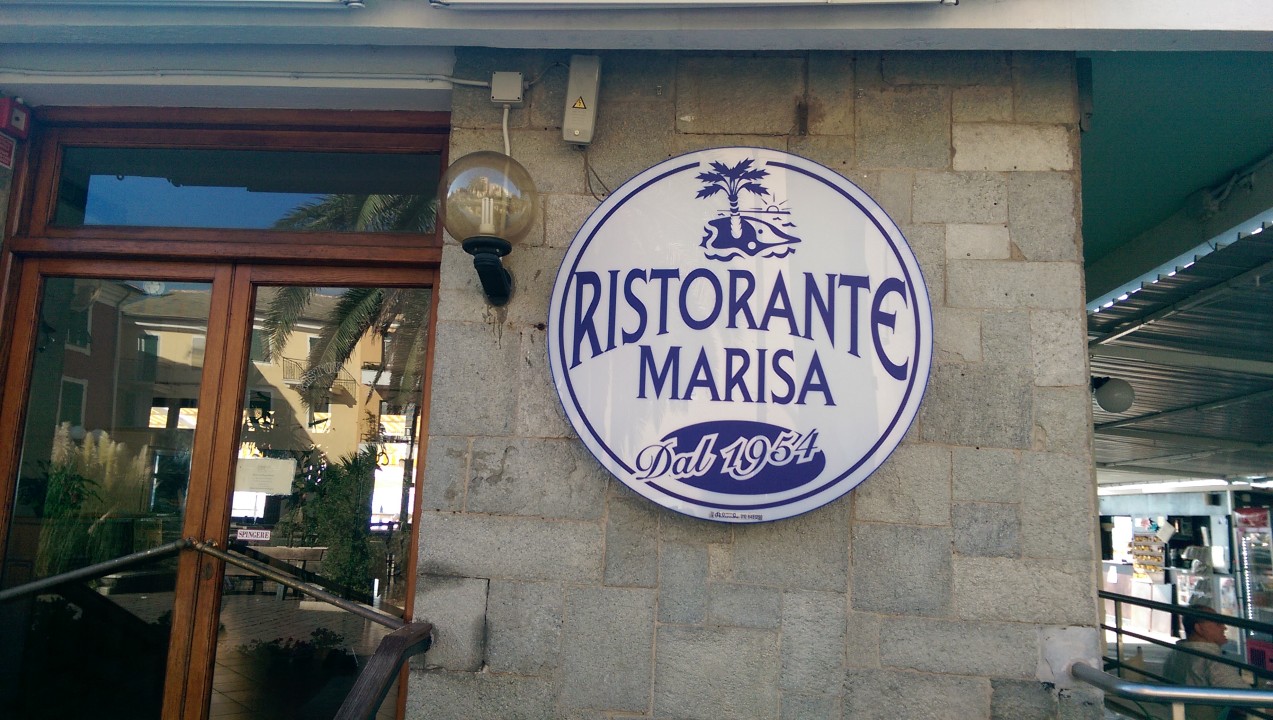 RISTORANTE
MARISA
Dal 1954
SPINGERE